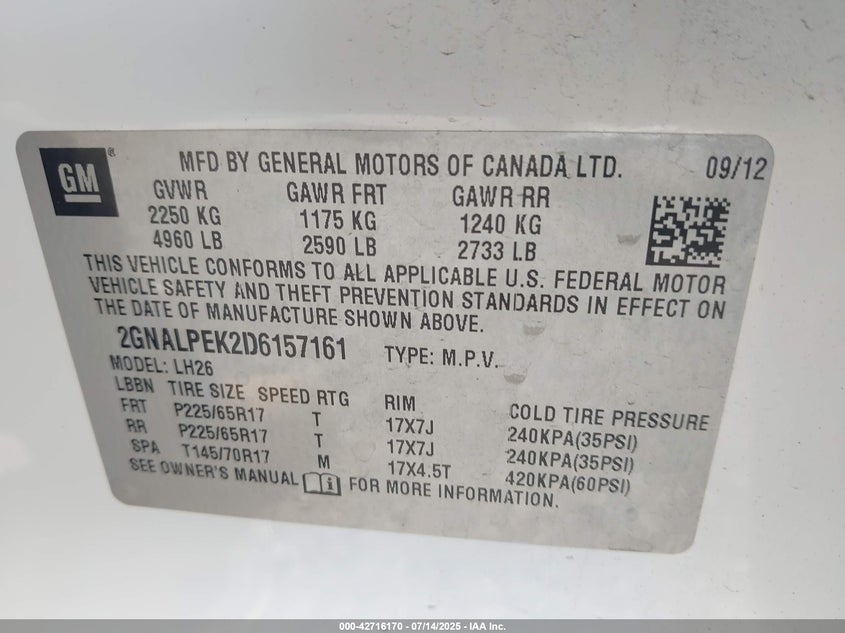 GM ® MFD BY GENERAL MOTORS OF CANADA LTD. 09/12
GVWR GAWR FRT GAWR RR
2250 KG 1175 KG 1240 KG
4960 LB 2590 LB 2733 LB
THIS VEHICLE CONFORMS TO ALL APPLICABLE U.S. FEDERAL MOTOR
VEHICLE SAFETY AND THEFT PREVENTION STANDARDS IN EFFECT ON
THE DATE OF MANUFACTURE SHOWN ABOVE.
2GNALPEK2D6157161 TYPE: M.P.V.
MODEL: LH26
LBBN TIRE SIZE SPEED RTG RIM COLD TIRE PRESSURE
FRT P225/65R17 T 17X7J 240KPA(35PSI)
RR P225/65R17 T 17X7J 240KPA(35PSI)
SPA T145/70R17 M 17X4.5T 420KPA(60PSI)
SEE OWNER'S MANUAL i FOR MORE INFORMATION.
000-42716170 - 07/14/2025 - IAA Inc.